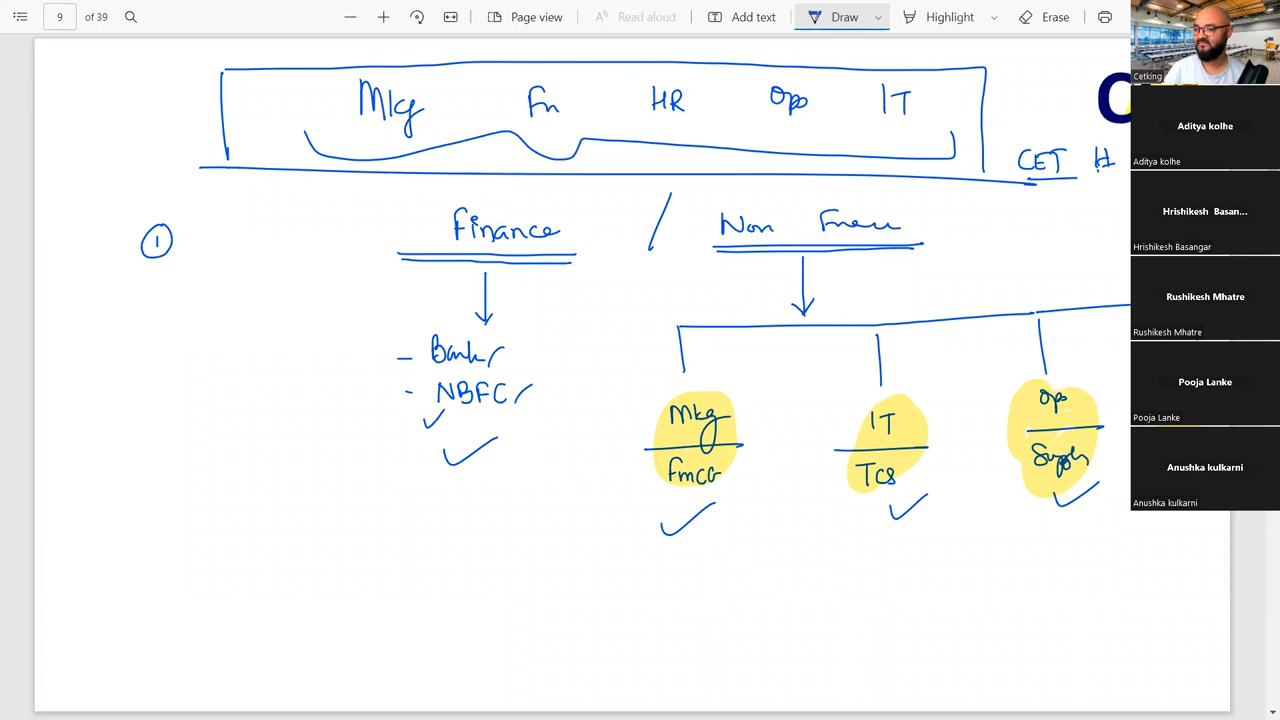 9 of 39 Page view Read aloud Add text Draw Highlight Erase
Cetking
Mkg Fn HR Ops IT
CET H
Aditya kolhe
Aditya kolhe
1 Finance / Non
Hrishikesh Basan...
Hrishikesh Basangar
Rushikesh Mhatre
Rushikesh Mhatre
- Bank
- NBFC
Mkg
FMCG
IT
TCS
Ops
Pooja Lanke
Pooja Lanke
Anushka kulkarni
Anushka kulkarni